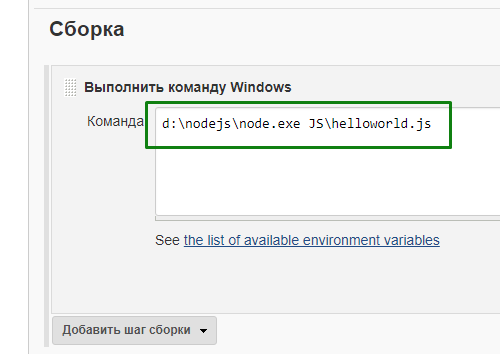 Сборка
Выполнить команду Windows
Команда d:\nodejs\node.exe JS\helloworld.js
See the list of available environment variables
Добавить шаг сборки